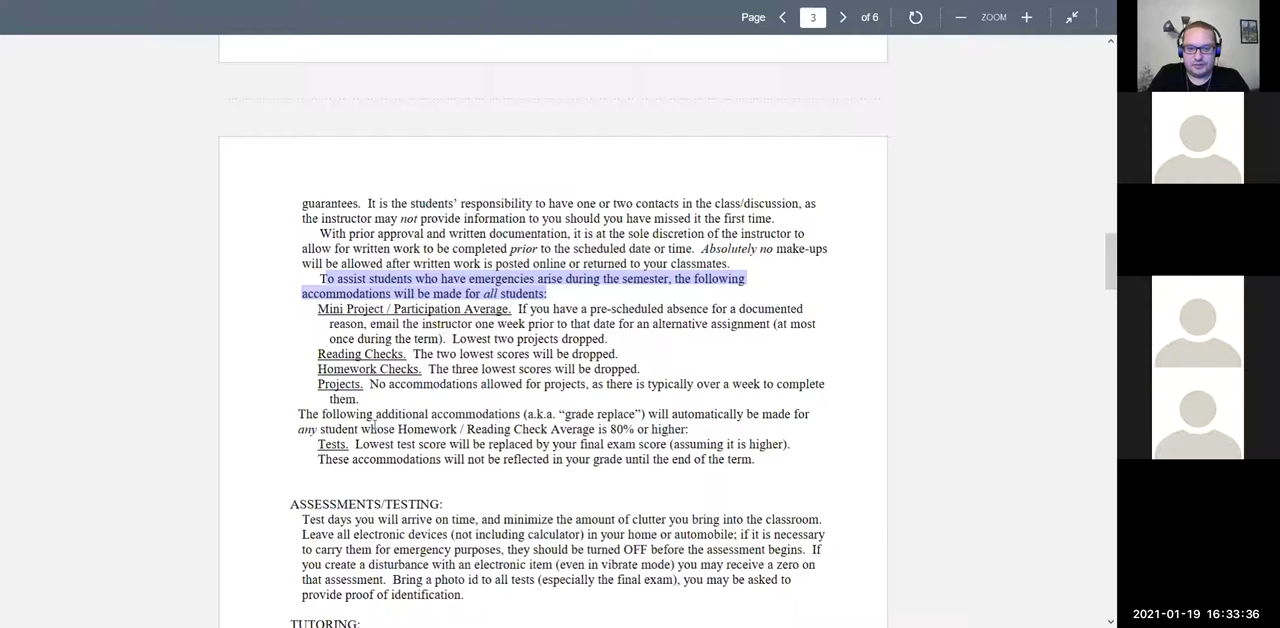 Page 3 of 6 ZOOM
guarantees. It is the students' responsibility to have one or two contacts in the class/discussion, as
the instructor may not provide information to you should you have missed it the first time.
With prior approval and written documentation, it is at the sole discretion of the instructor to
allow for written work to be completed prior to the scheduled date or time. Absolutely no make-ups
will be allowed after written work is posted online or returned to your classmates.
To assist students who have emergencies arise during the semester, the following
accommodations will be made for all students:
Mini Project / Participation Average. If you have a pre-scheduled absence for a documented
reason, email the instructor one week prior to that date for an alternative assignment (at most
once during the term). Lowest two projects dropped.
Reading Checks. The two lowest scores will be dropped.
Homework Checks. The three lowest scores will be dropped.
Projects. No accommodations allowed for projects, as there is typically over a week to complete
them.
The following additional accommodations (a.k.a. “grade replace”) will automatically be made for
any student whose Homework / Reading Check Average is 80% or higher:
Tests. Lowest test score will be replaced by your final exam score (assuming it is higher).
These accommodations will not be reflected in your grade until the end of the term.
ASSESSMENTS/TESTING:
Test days you will arrive on time, and minimize the amount of clutter you bring into the classroom.
Leave all electronic devices (not including calculator) in your home or automobile; if it is necessary
to carry them for emergency purposes, they should be turned OFF before the assessment begins. If
you create a disturbance with an electronic item (even in vibrate mode) you may receive a zero on
that assessment. Bring a photo id to all tests (especially the final exam), you may be asked to
provide proof of identification.
TUTORING:
2021-01-19 16:33:36